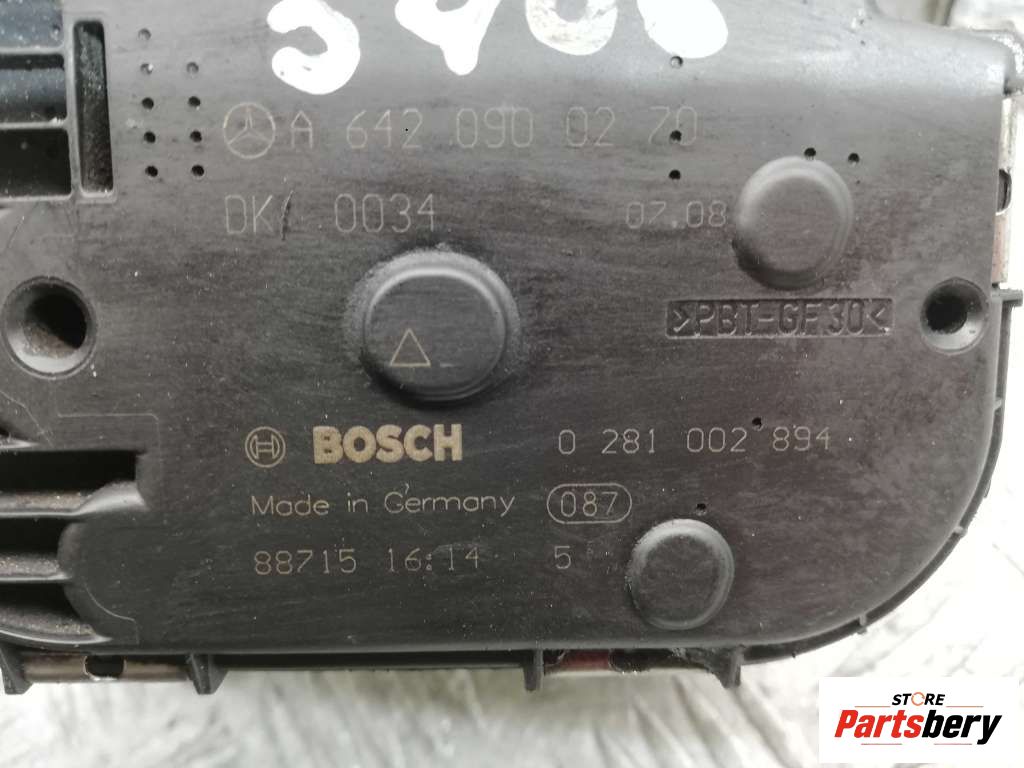 A 642 090 02 70
DK/ 0034 07.08
>PBT-GF30<
BOSCH 0 281 002 894
Made in Germany 087
88715 16:14 5
STORE
Partsbery